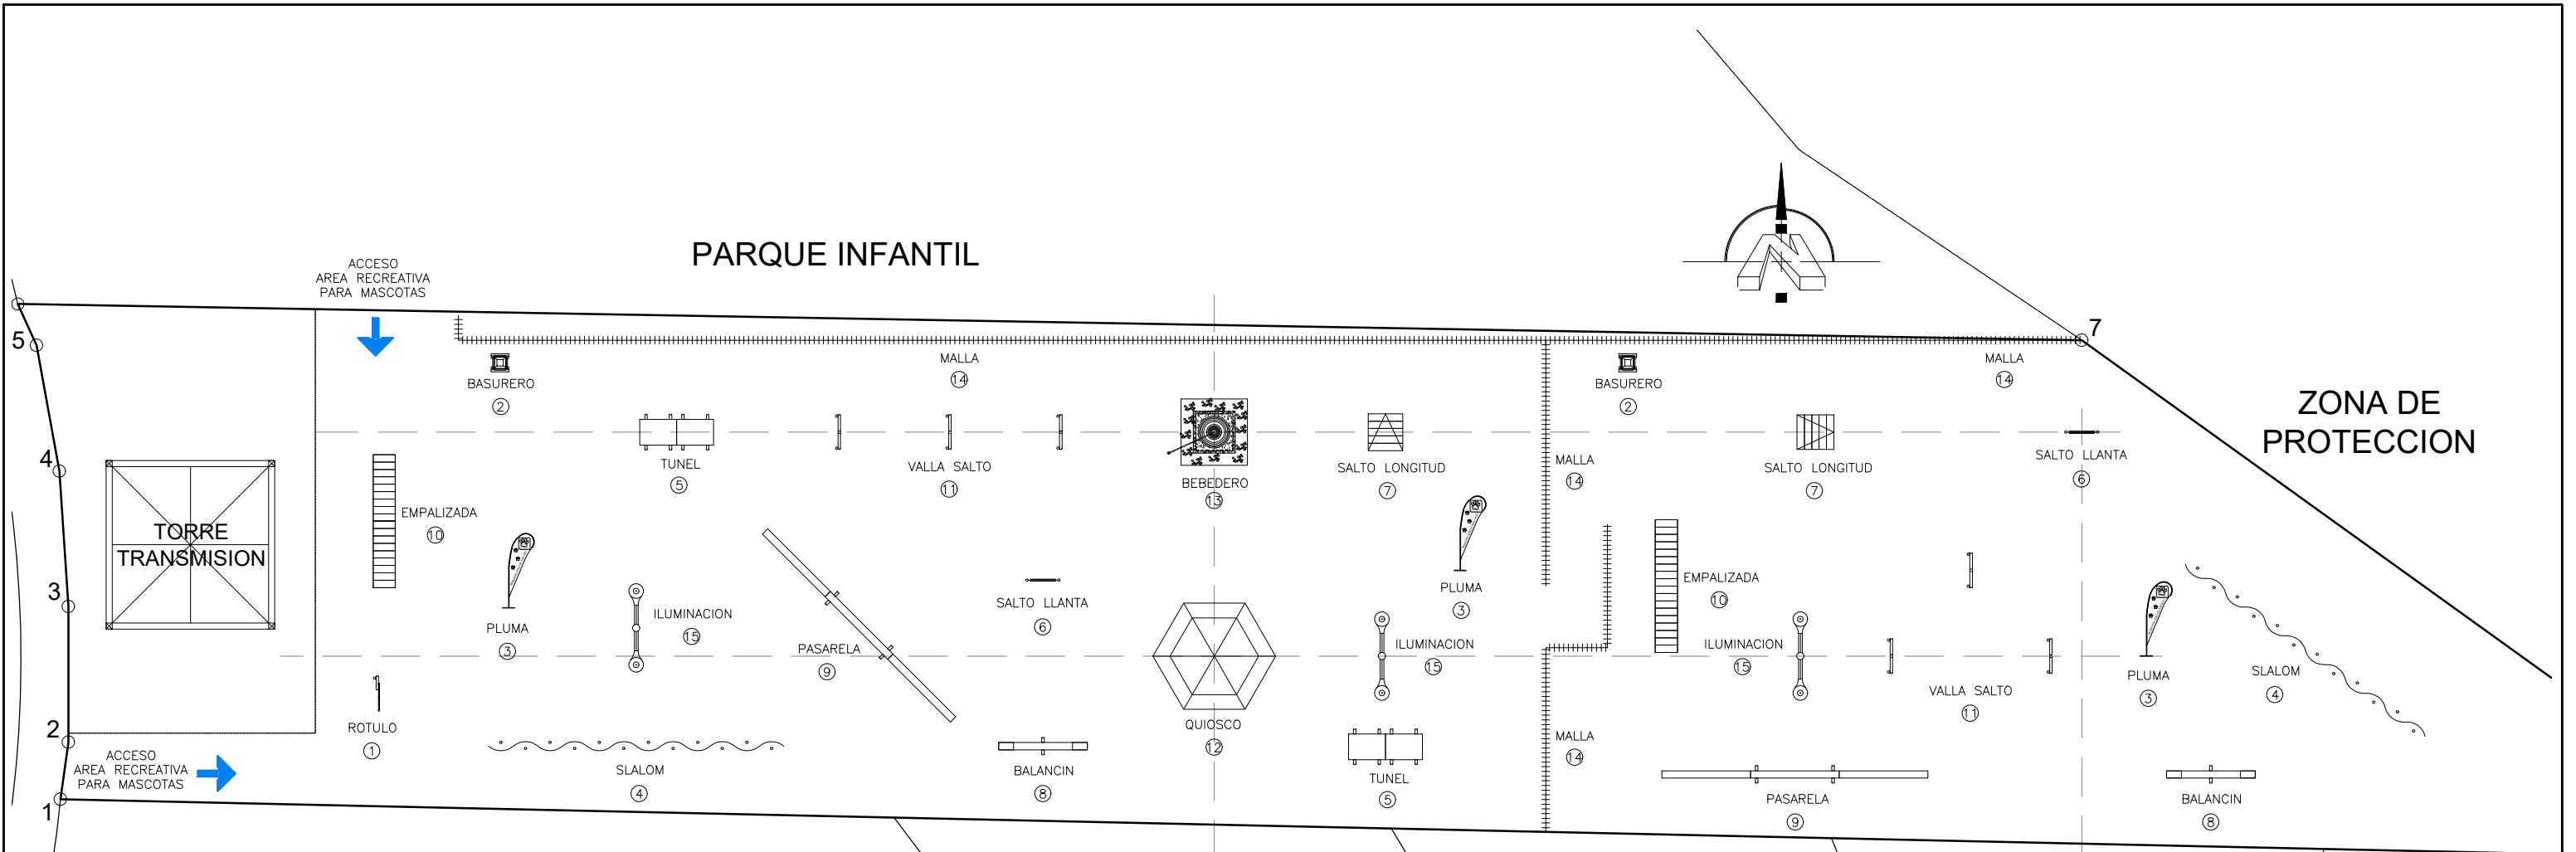 PARQUE INFANTIL
ACCESO
AREA RECREATIVA
PARA MASCOTAS
5
7
MALLA
14
MALLA
14
BASURERO
2
BASURERO
2
ZONA DE
PROTECCION
4
TUNEL
5
VALLA SALTO
11
BEBEDERO
13
SALTO LONGITUD
7
MALLA
14
SALTO LONGITUD
7
SALTO LLANTA
6
TORRE
TRANSMISION
EMPALIZADA
10
3
PLUMA
3
ILUMINACION
15
PASARELA
9
SALTO LLANTA
6
PLUMA
3
EMPALIZADA
10
ILUMINACION
15
ILUMINACION
15
VALLA SALTO
11
PLUMA
3
SLALOM
4
2
ROTULO
1
QUIOSCO
12
MALLA
14
ACCESO
AREA RECREATIVA
PARA MASCOTAS
1
SLALOM
4
BALANCIN
8
TUNEL
5
PASARELA
9
BALANCIN
8
N